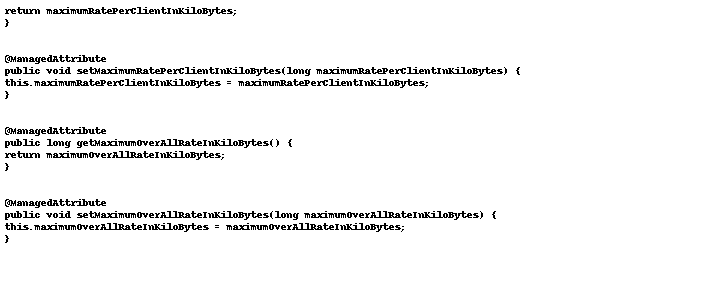 return maximumRatePerClientInKiloBytes;
}
@ManagedAttribute
public void setMaximumRatePerClientInKiloBytes(long maximumRatePerClientInKiloBytes) {
this.maximumRatePerClientInKiloBytes = maximumRatePerClientInKiloBytes;
}
@ManagedAttribute
public long getMaximumOverAllRateInKiloBytes() {
return maximumOverAllRateInKiloBytes;
}
@ManagedAttribute
public void setMaximumOverAllRateInKiloBytes(long maximumOverAllRateInKiloBytes) {
this.maximumOverAllRateInKiloBytes = maximumOverAllRateInKiloBytes;
}